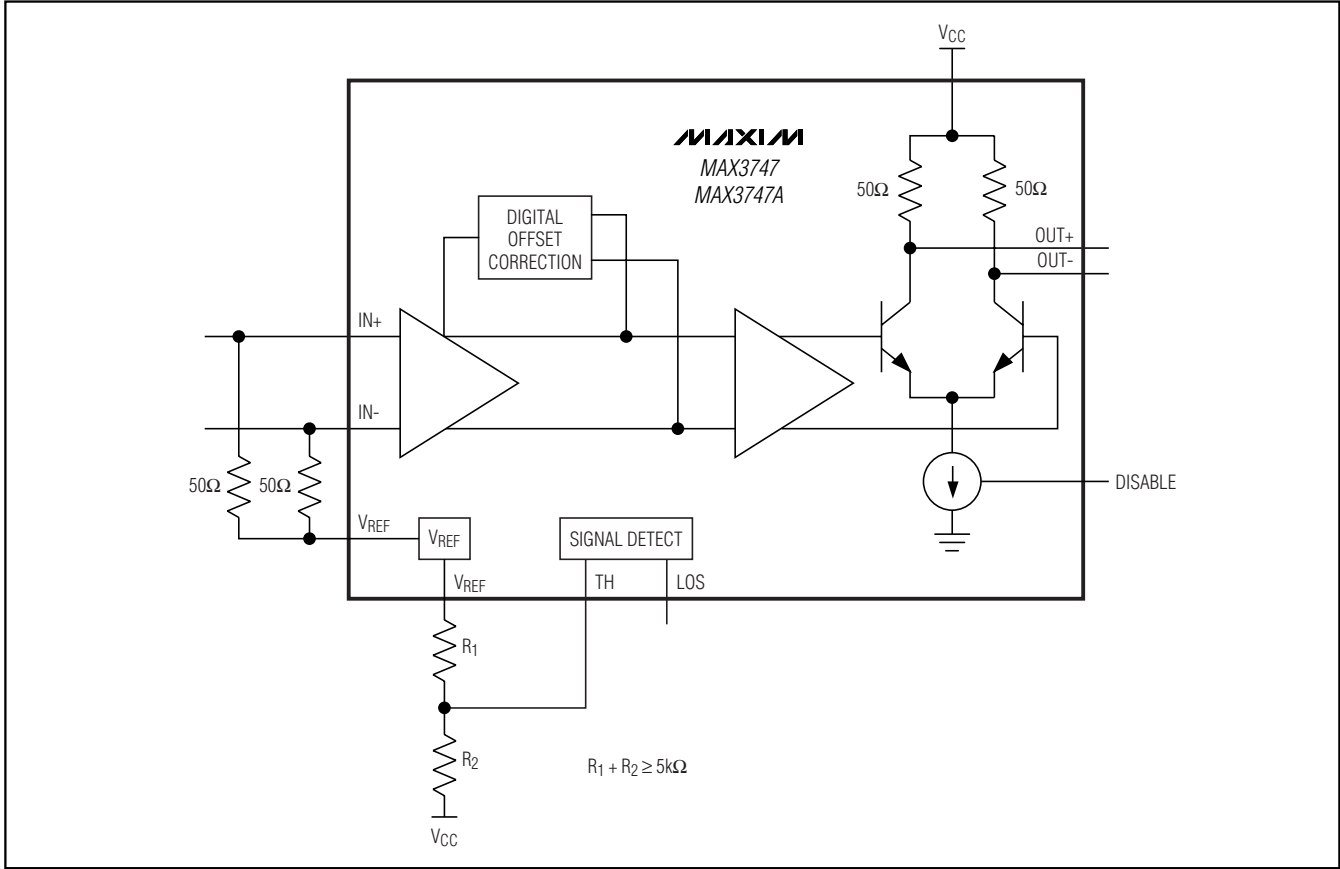 VCC
MAXIM
MAX3747
MAX3747A
50Ω
50Ω
DIGITAL
OFFSET
CORRECTION
OUT+
OUT-
IN+
IN-
50Ω
50Ω
DISABLE
VREF
VREF
SIGNAL DETECT
VREF
TH
LOS
R1
R2
R1 + R2 ≥ 5kΩ
VCC